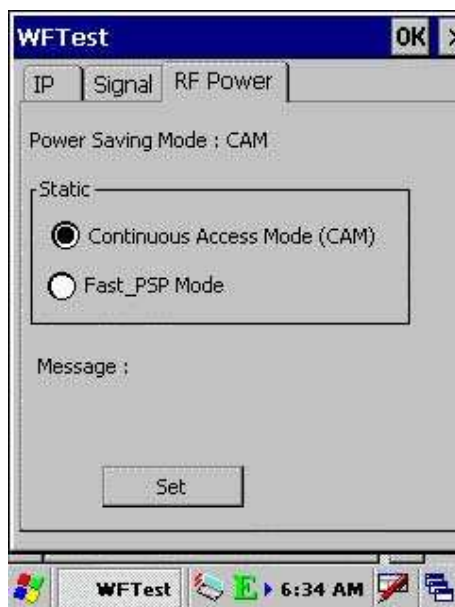 WFTest OK ×
IP Signal RF Power
Power Saving Mode : CAM
Static
Continuous Access Mode (CAM)
Fast_PSP Mode
Message :
Set
WFTest E 6:34 AM